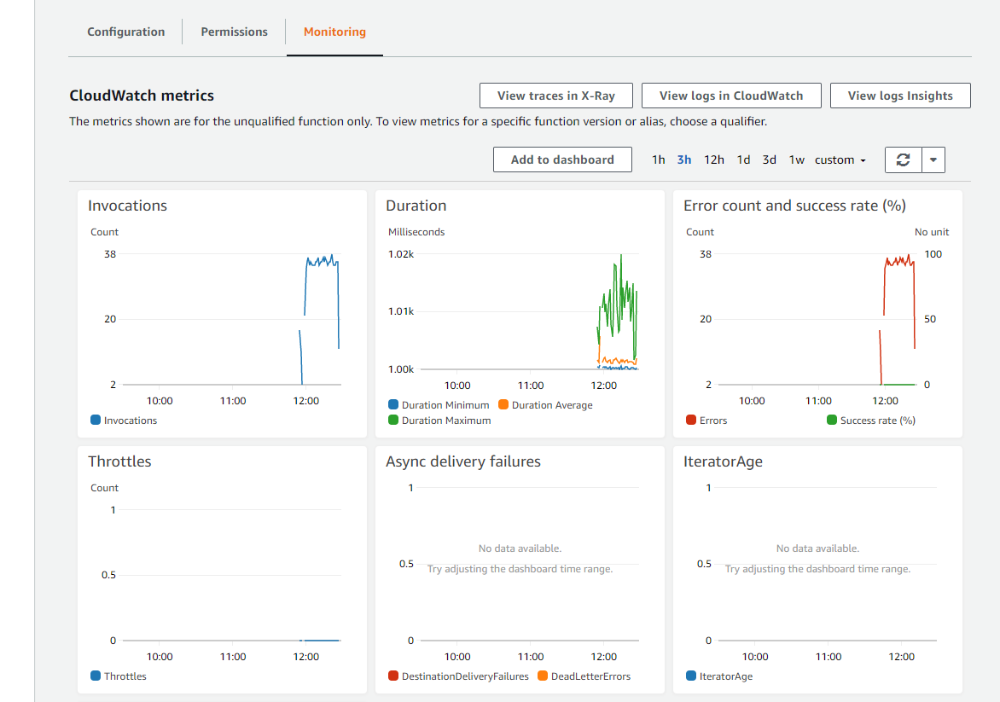 Configuration
Permissions
Monitoring
CloudWatch metrics
View traces in X-Ray
View logs in CloudWatch
View logs Insights
The metrics shown are for the unqualified function only. To view metrics for a specific function version or alias, choose a qualifier.
Add to dashboard
1h 3h 12h 1d 3d 1w custom
Invocations
Count
38
20
2
10:00 11:00 12:00
Invocations
Duration
Milliseconds
1.02k
1.01k
1.00k
10:00 11:00 12:00
Duration Minimum Duration Average
Duration Maximum
Error count and success rate (%)
Count No unit
38 100
20 50
2 0
10:00 11:00 12:00
Errors Success rate (%)
Throttles
Count
1
0.5
0
10:00 11:00 12:00
Throttles
Async delivery failures
1
No data available.
0.5
Try adjusting the dashboard time range.
0
10:00 11:00 12:00
DestinationDeliveryFailures DeadLetterErrors
IteratorAge
1
No data available.
0.5
Try adjusting the dashboard time range.
0
10:00 11:00 12:00
IteratorAge